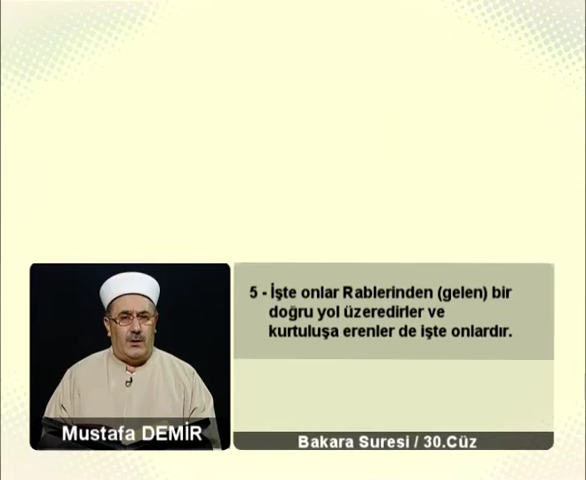 5 - İşte onlar Rablerinden (gelen) bir
doğru yol üzeredirler ve
kurtuluşa erenler de işte onlardır.
Mustafa DEMİR
Bakara Suresi / 30.Cüz